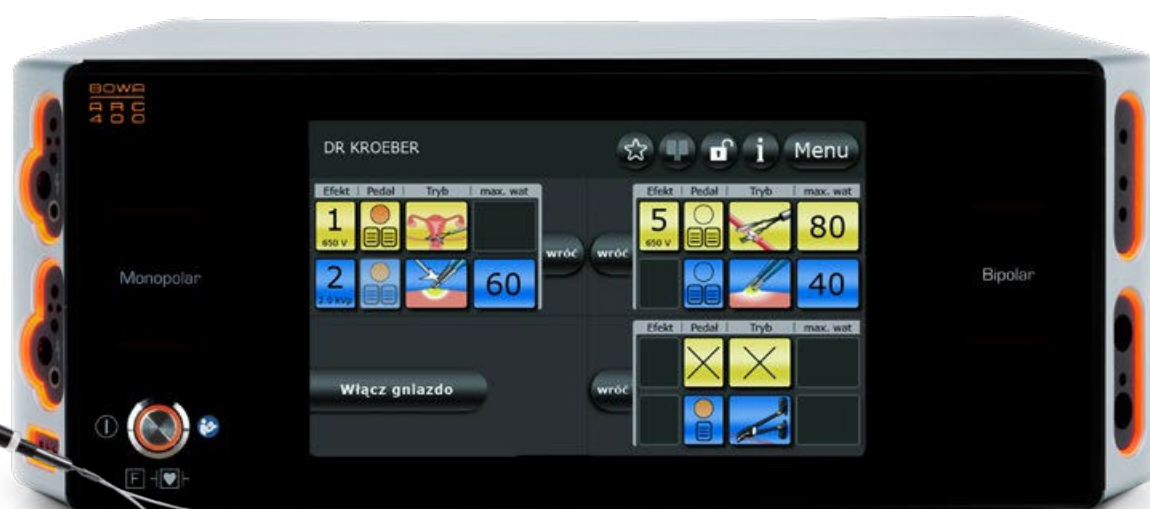 BOWA
ARC
400
DR KROEBER
i
Menu
Efekt Pedał Tryb max. wat
1
650 V
2
2.0 kVp
60
wróć
Efekt Pedał Tryb max. wat
5
650 V
80
40
wróć
Monopolar
Bipolar
Włącz gniazdo
wróć
Efekt Pedał Tryb max. wat
F